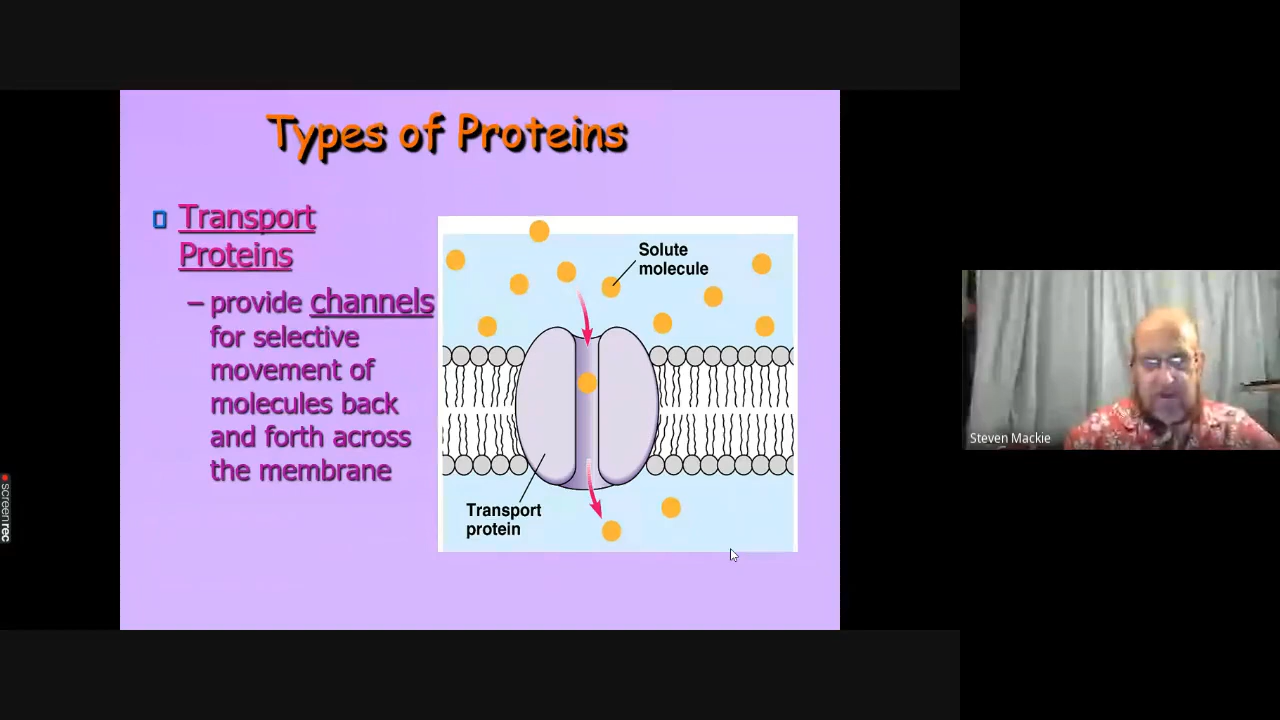 Types of Proteins
Transport
Proteins
– provide channels
for selective
movement of
molecules back
and forth across
the membrane
Solute
molecule
Transport
protein
Steven Mackie
screenrec